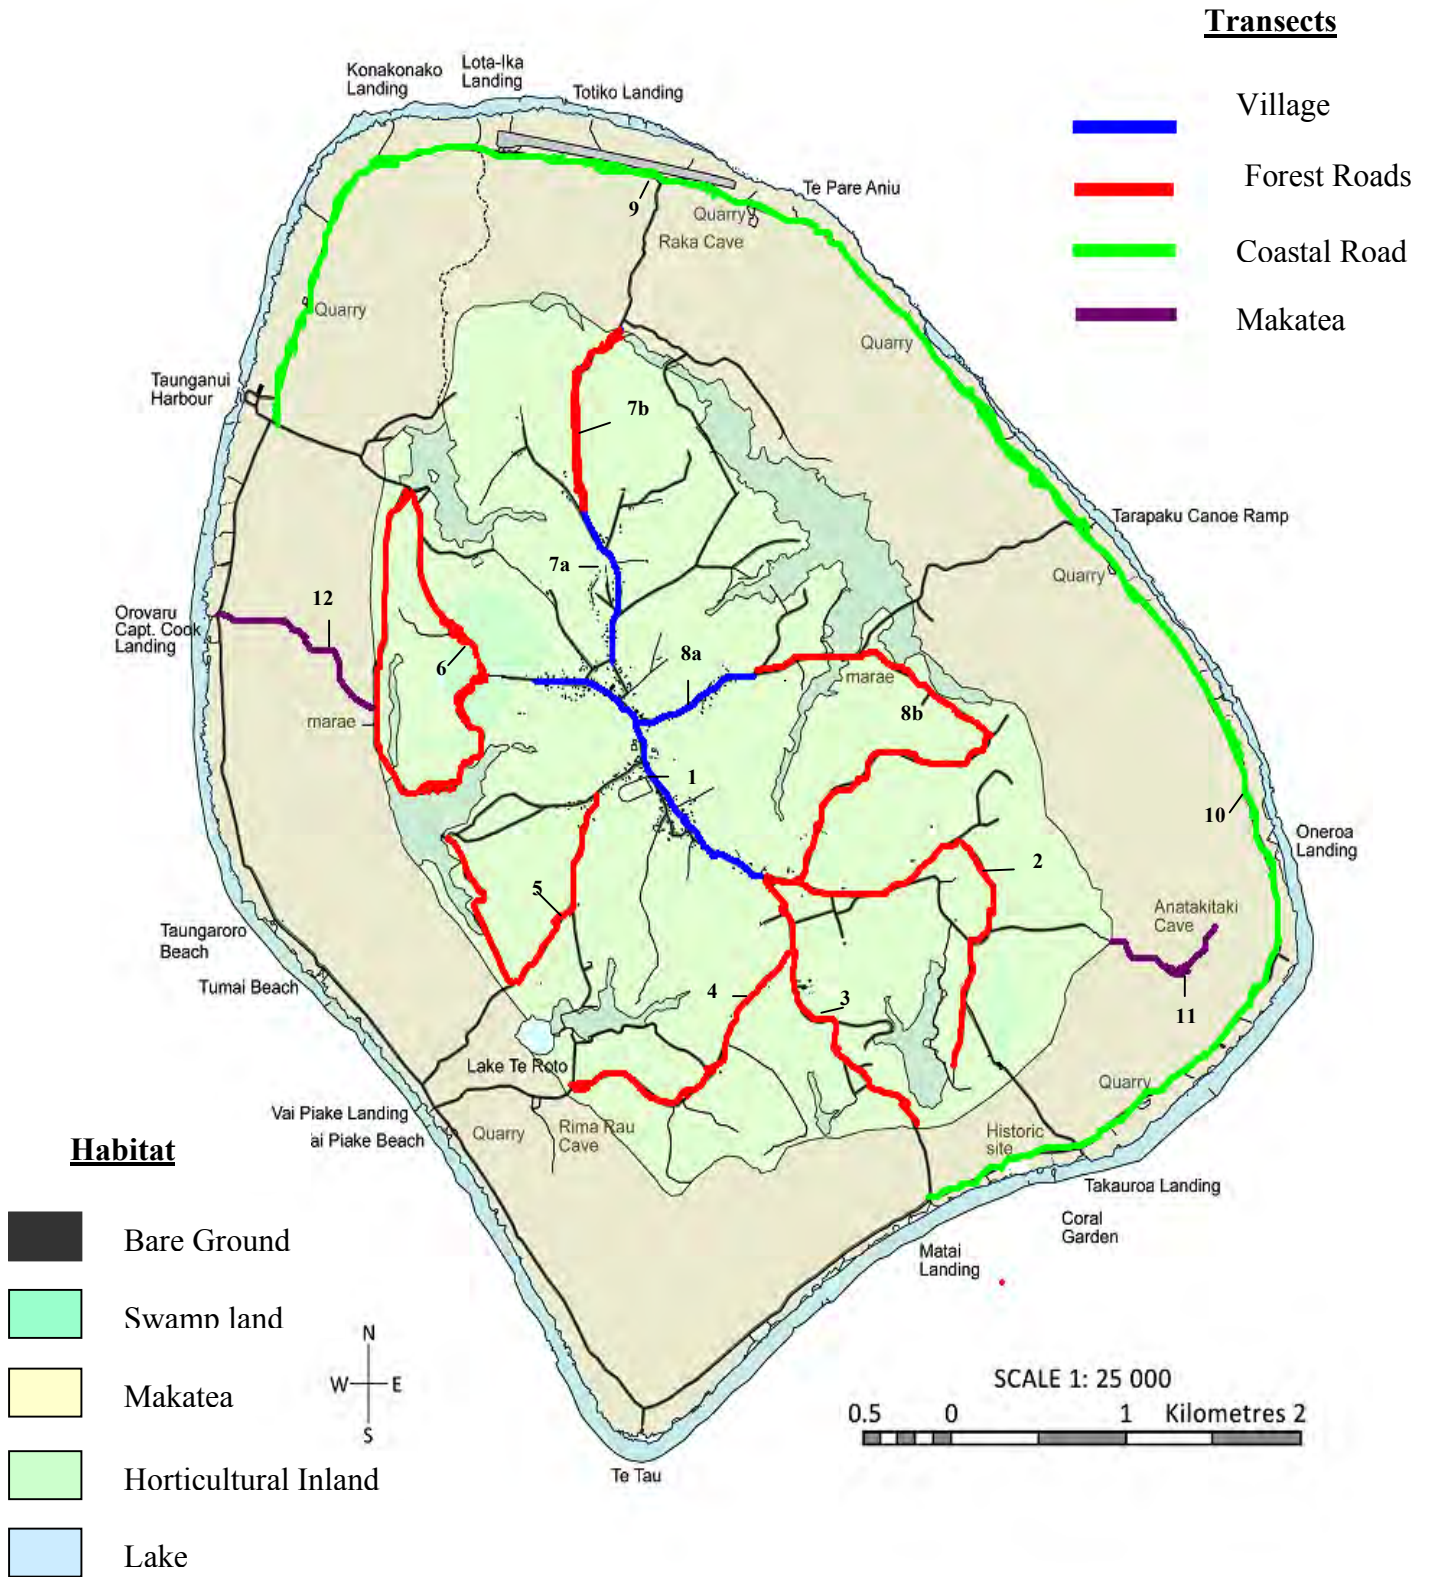 Transects
Village
Forest Roads
Coastal Road
Makatea
Konakonako
Landing
Lota-Ika
Landing
Totiko Landing
Te Pare Aniu
9
Quarry
Raka Cave
Quarry
Quarry
Taunganui
Harbour
7b
Tarapaku Canoe Ramp
Quarry
7a
12
Orovaru
Capt. Cook
Landing
6
8a
marae
8b
marae
1
10
Oneroa
Landing
2
5
Anatakitaki
Cave
Taungaroro
Beach
Tumai Beach
4
3
11
Lake Te Roto
Quarry
Vai Piake Landing
ai Piake Beach
Quarry
Rima Rau
Cave
Historic
site
Takauroa Landing
Coral
Garden
Matai
Landing
Habitat
Bare Ground
Swamp land
Makatea
Horticultural Inland
Lake
N
W E
S
SCALE 1: 25 000
0.5 0 1 Kilometres 2
Te Tau